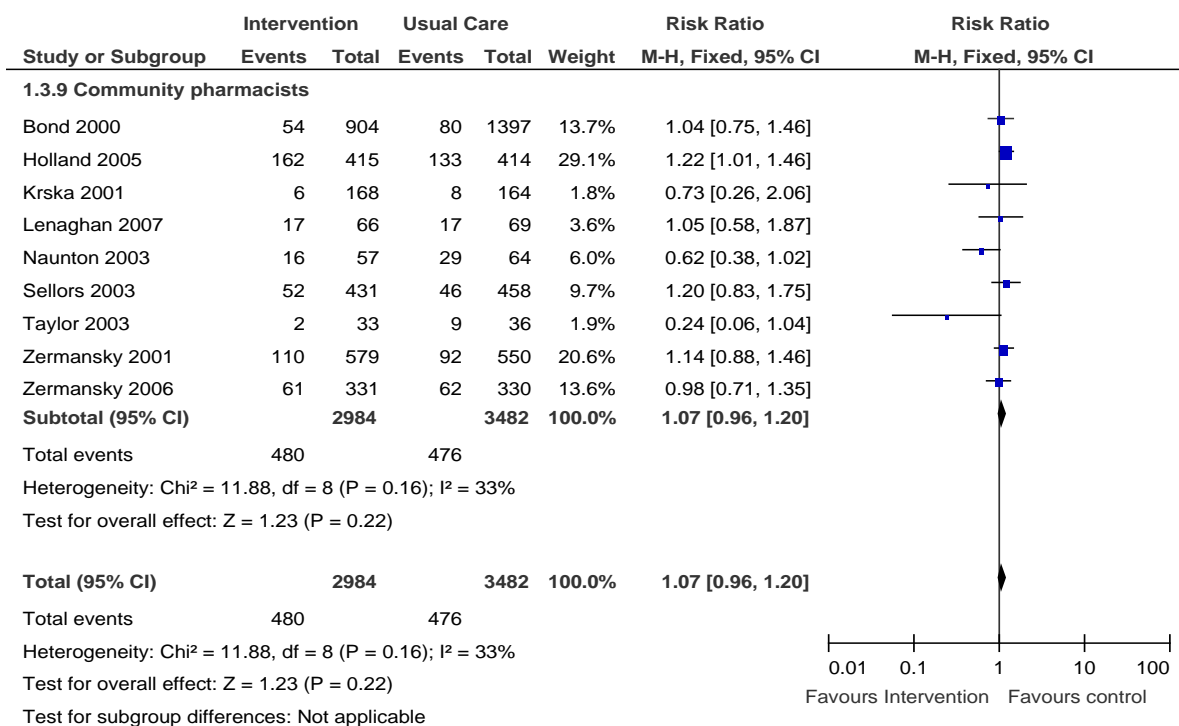 Intervention Usual Care Risk Ratio Risk Ratio
Study or Subgroup Events Total Events Total Weight M-H, Fixed, 95% CI M-H, Fixed, 95% CI
1.3.9 Community pharmacists
Bond 2000 54 904 80 1397 13.7% 1.04 [0.75, 1.46]
Holland 2005 162 415 133 414 29.1% 1.22 [1.01, 1.46]
Krska 2001 6 168 8 164 1.8% 0.73 [0.26, 2.06]
Lenaghan 2007 17 66 17 69 3.6% 1.05 [0.58, 1.87]
Naunton 2003 16 57 29 64 6.0% 0.62 [0.38, 1.02]
Sellors 2003 52 431 46 458 9.7% 1.20 [0.83, 1.75]
Taylor 2003 2 33 9 36 1.9% 0.24 [0.06, 1.04]
Zermansky 2001 110 579 92 550 20.6% 1.14 [0.88, 1.46]
Zermansky 2006 61 331 62 330 13.6% 0.98 [0.71, 1.35]
Subtotal (95% CI) 2984 3482 100.0% 1.07 [0.96, 1.20]
Total events 480 476
Heterogeneity: Chi² = 11.88, df = 8 (P = 0.16); I² = 33%
Test for overall effect: Z = 1.23 (P = 0.22)
Total (95% CI) 2984 3482 100.0% 1.07 [0.96, 1.20]
Total events 480 476
Heterogeneity: Chi² = 11.88, df = 8 (P = 0.16); I² = 33%
Test for overall effect: Z = 1.23 (P = 0.22)
Test for subgroup differences: Not applicable
0.01 0.1 1 10 100
Favours Intervention Favours control